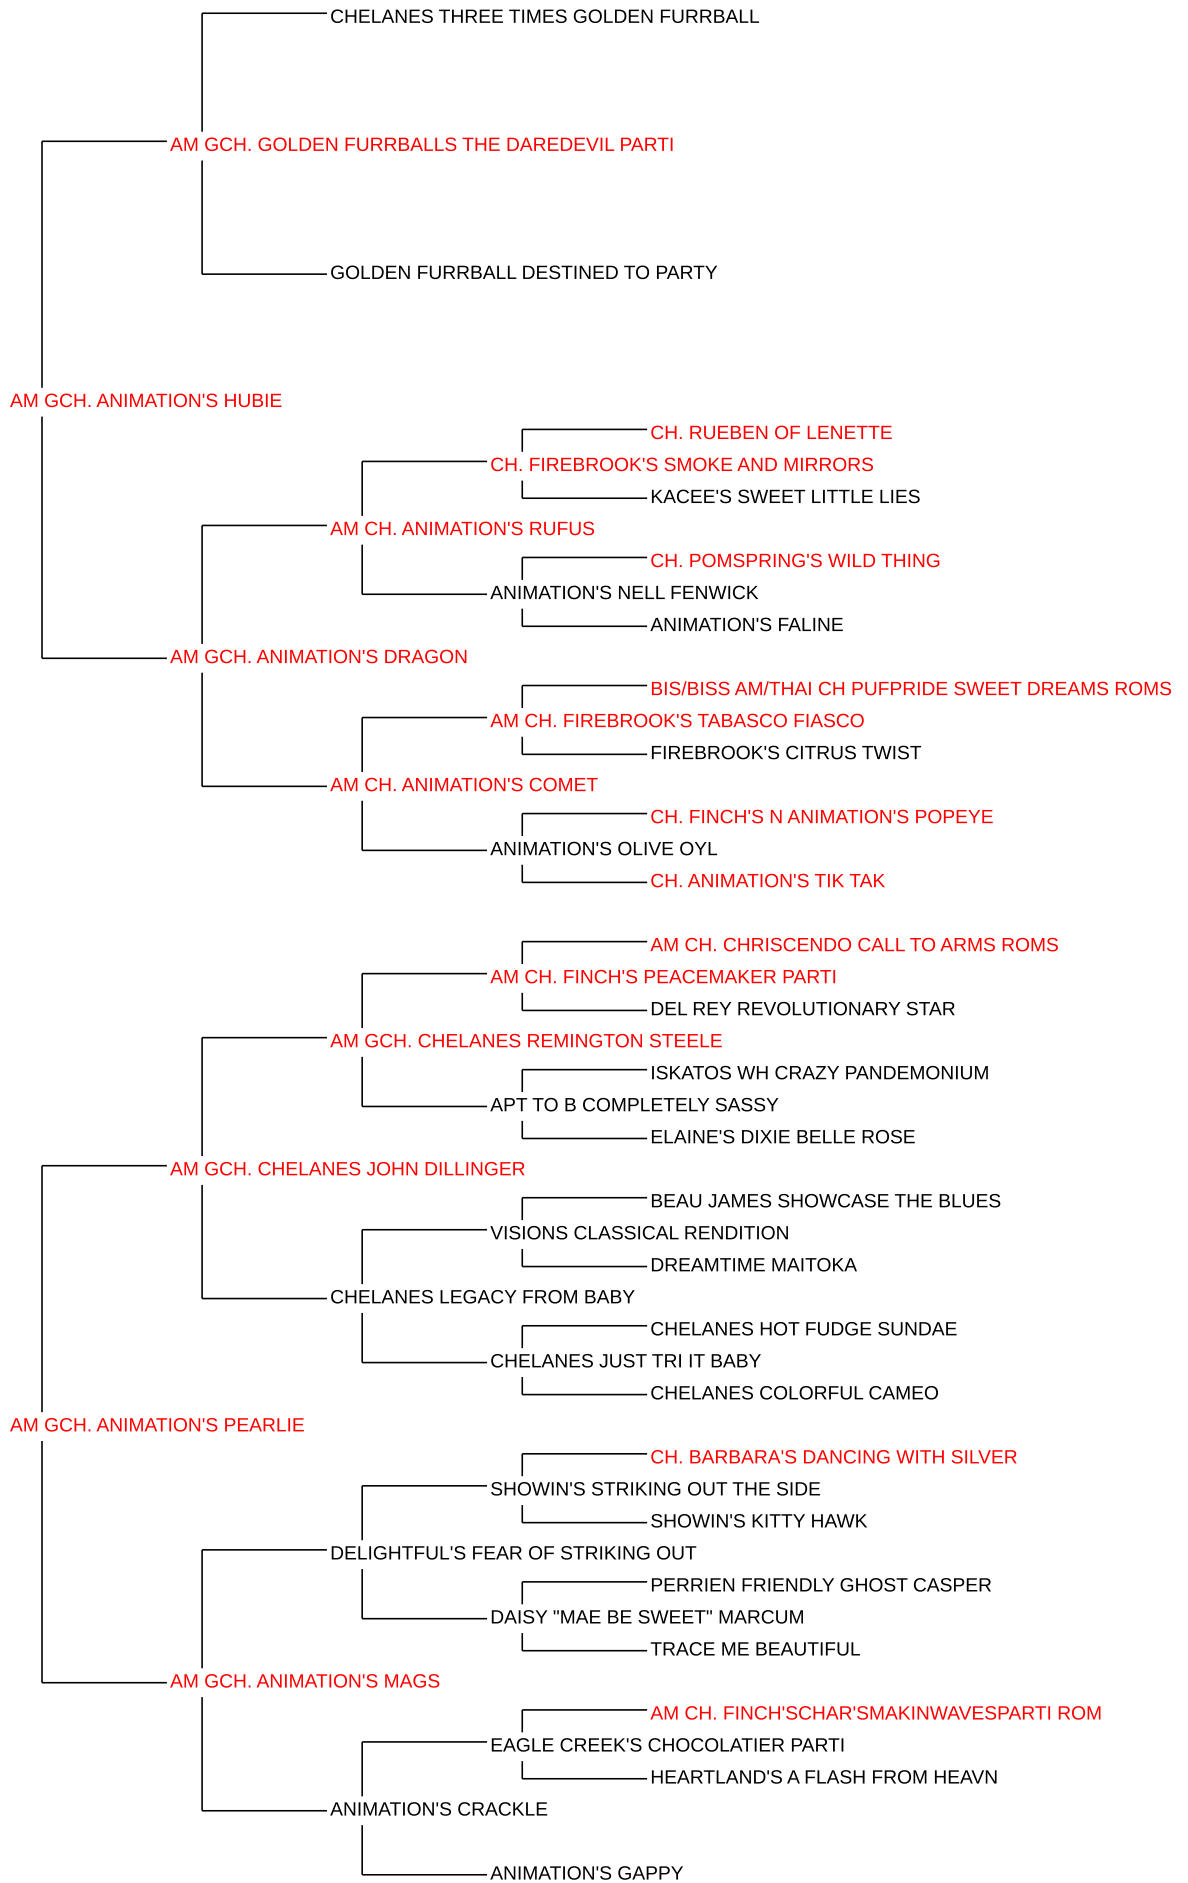 CHELANES THREE TIMES GOLDEN FURRBALL
AM GCH. GOLDEN FURRBALLS THE DAREDEVIL PARTI
GOLDEN FURRBALL DESTINED TO PARTY
AM GCH. ANIMATION'S HUBIE
CH. RUEBEN OF LENETTE
CH. FIREBROOK'S SMOKE AND MIRRORS
KACEE'S SWEET LITTLE LIES
AM CH. ANIMATION'S RUFUS
CH. POMSPRING'S WILD THING
ANIMATION'S NELL FENWICK
ANIMATION'S FALINE
AM GCH. ANIMATION'S DRAGON
BIS/BISS AM/THAI CH PUFPRIDE SWEET DREAMS ROMS
AM CH. FIREBROOK'S TABASCO FIASCO
FIREBROOK'S CITRUS TWIST
AM CH. ANIMATION'S COMET
CH. FINCH'S N ANIMATION'S POPEYE
ANIMATION'S OLIVE OYL
CH. ANIMATION'S TIK TAK
AM CH. CHRISCENDO CALL TO ARMS ROMS
AM CH. FINCH'S PEACEMAKER PARTI
DEL REY REVOLUTIONARY STAR
AM GCH. CHELANES REMINGTON STEELE
ISKATOS WH CRAZY PANDEMONIUM
APT TO B COMPLETELY SASSY
ELAINE'S DIXIE BELLE ROSE
AM GCH. CHELANES JOHN DILLINGER
BEAU JAMES SHOWCASE THE BLUES
VISIONS CLASSICAL RENDITION
DREAMTIME MAITOKA
CHELANES LEGACY FROM BABY
CHELANES HOT FUDGE SUNDAE
CHELANES JUST TRI IT BABY
CHELANES COLORFUL CAMEO
AM GCH. ANIMATION'S PEARLIE
CH. BARBARA'S DANCING WITH SILVER
SHOWIN'S STRIKING OUT THE SIDE
SHOWIN'S KITTY HAWK
DELIGHTFUL'S FEAR OF STRIKING OUT
PERRIEN FRIENDLY GHOST CASPER
DAISY "MAE BE SWEET" MARCUM
TRACE ME BEAUTIFUL
AM GCH. ANIMATION'S MAGS
AM CH. FINCH'SCHAR'SMAKINWAVESPARTI ROM
EAGLE CREEK'S CHOCOLATIER PARTI
HEARTLAND'S A FLASH FROM HEAVN
ANIMATION'S CRACKLE
ANIMATION'S GAPPY